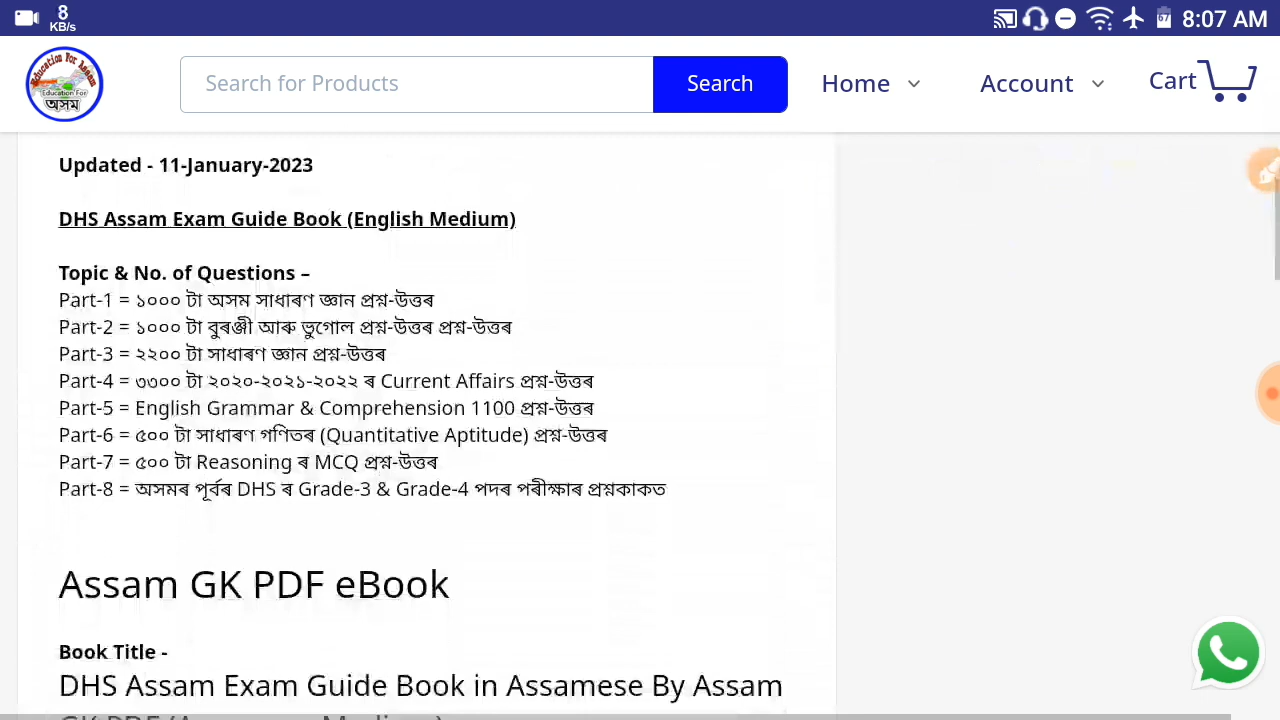 8
KB/s
67
8:07 AM
Education For Assam
Education For
অসম
Search for Products
Search
Home
Account
Cart
Updated - 11-January-2023
DHS Assam Exam Guide Book (English Medium)
Topic & No. of Questions –
Part-1 = ১০০০ টা অসম সাধাৰণ জ্ঞান প্ৰশ্ন-উত্তৰ
Part-2 = ১০০০ টা বুৰঞ্জী আৰু ভুগোল প্ৰশ্ন-উত্তৰ প্ৰশ্ন-উত্তৰ
Part-3 = ২২০০ টা সাধাৰণ জ্ঞান প্ৰশ্ন-উত্তৰ
Part-4 = ৩৩০০ টা ২০২০-২০২১-২০২২ ৰ Current Affairs প্ৰশ্ন-উত্তৰ
Part-5 = English Grammar & Comprehension 1100 প্ৰশ্ন-উত্তৰ
Part-6 = ৫০০ টা সাধাৰণ গণিতৰ (Quantitative Aptitude) প্ৰশ্ন-উত্তৰ
Part-7 = ৫০০ টা Reasoning ৰ MCQ প্ৰশ্ন-উত্তৰ
Part-8 = অসমৰ পূৰ্বৰ DHS ৰ Grade-3 & Grade-4 পদৰ পৰীক্ষাৰ প্ৰশ্নকাকত
Assam GK PDF eBook
Book Title -
DHS Assam Exam Guide Book in Assamese By Assam